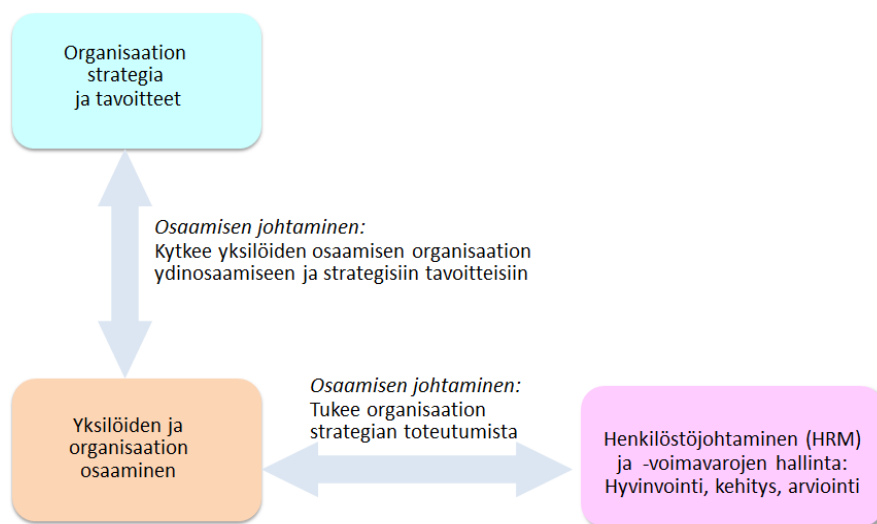 Organisaation
strategia
ja tavoitteet
Osaamisen johtaminen:
Kytkee yksilöiden osaamisen organisaation
ydinosaamiseen ja strategisiin tavoitteisiin
Yksilöiden ja
organisaation
osaaminen
Osaamisen johtaminen:
Tukee organisaation
strategian toteutumista
Henkilöstöjohtaminen (HRM)
ja -voimavarojen hallinta:
Hyvinvointi, kehitys, arviointi